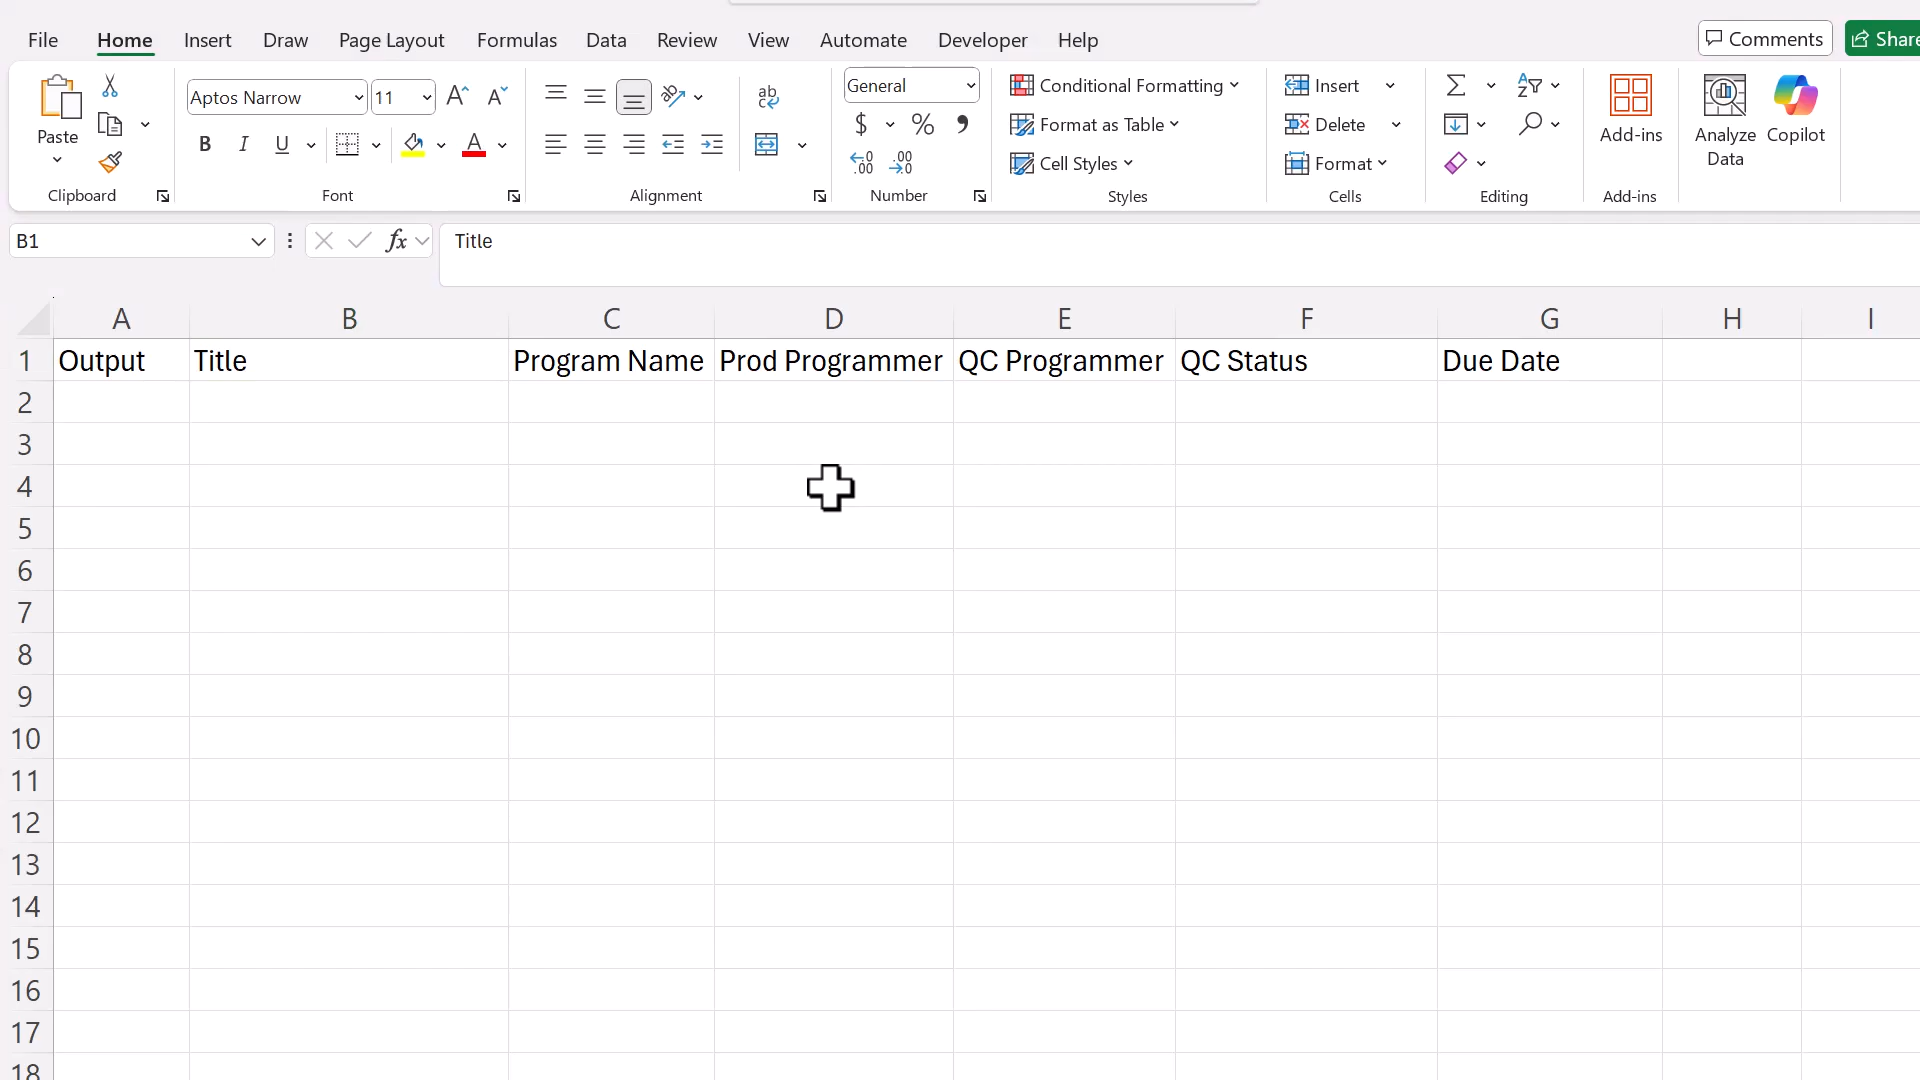 File Home Insert Draw Page Layout Formulas Data Review View Automate Developer Help Comments Share
Paste
Clipboard
Aptos Narrow 11
B I U
Font
ab
Alignment
General
$ % ,
Number
Conditional Formatting
Format as Table
Cell Styles
Styles
Insert
Delete
Format
Cells
Editing
Add-ins
Add-ins
Analyze
Data
Copilot
B1 fx Title
A B C D E F G H I
1 Output Title Program Name Prod Programmer QC Programmer QC Status Due Date
2
3
4
5
6
7
8
9
10
11
12
13
14
15
16
17
18